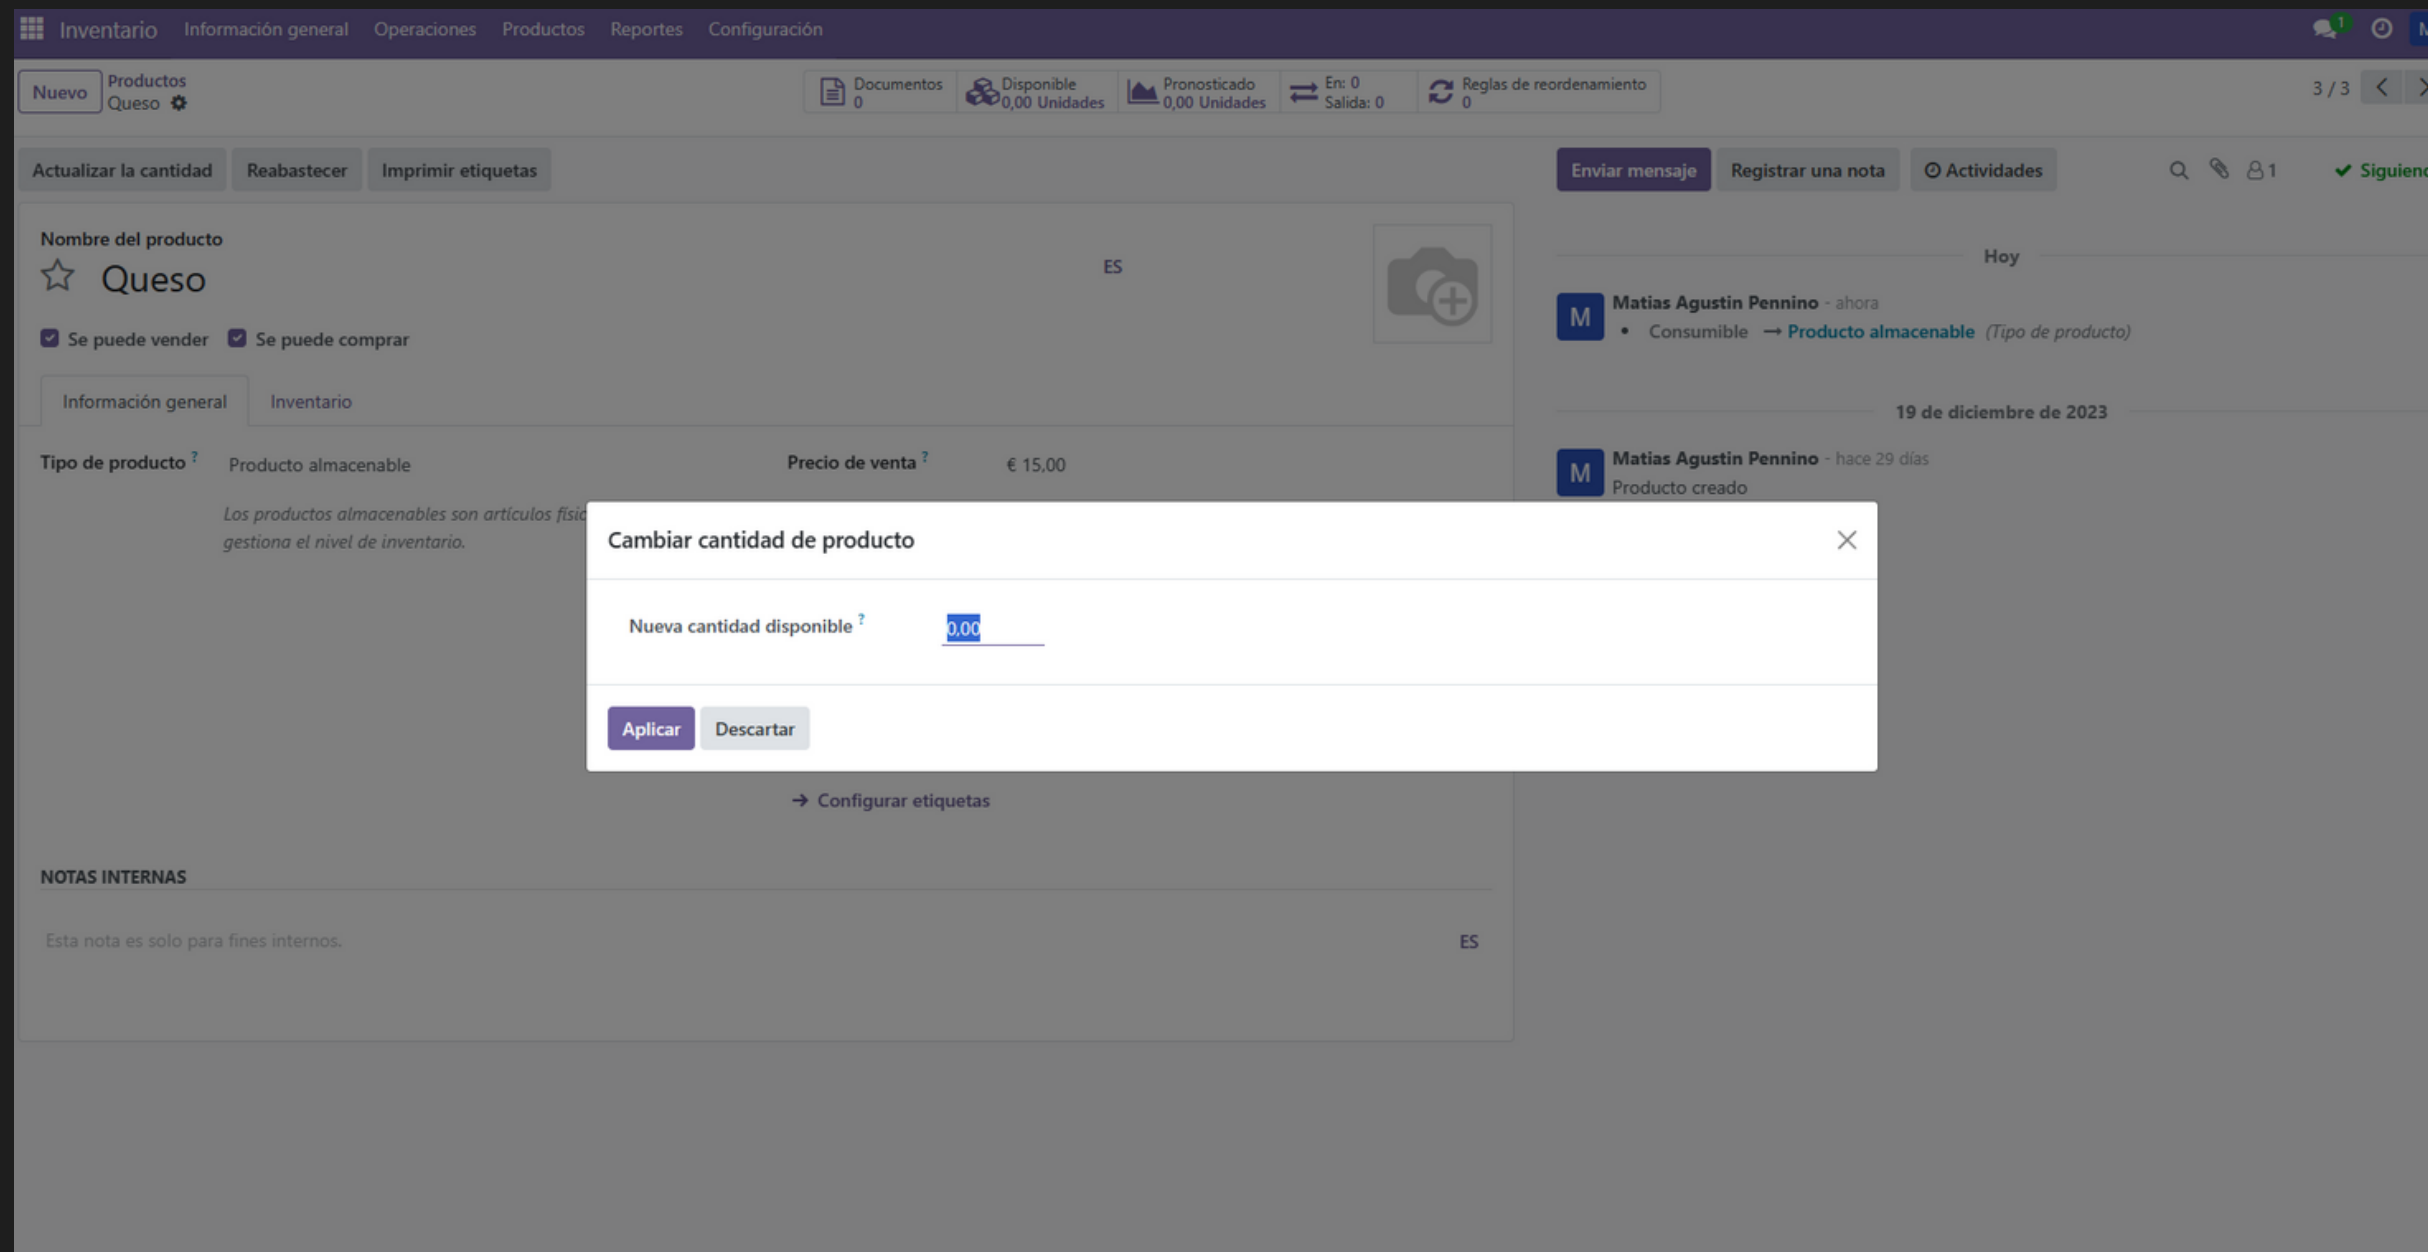 Inventario Información general Operaciones Productos Reportes Configuración 1
Nuevo Productos
Queso
Documentos
0
Disponible
0,00 Unidades
Pronosticado
0,00 Unidades
En: 0
Salida: 0
Reglas de reordenamiento
0
3 / 3
Actualizar la cantidad Reabastecer Imprimir etiquetas
Enviar mensaje Registrar una nota Actividades 1
Nombre del producto
Queso ES
Se puede vender Se puede comprar
Información general Inventario
Tipo de producto ? Producto almacenable
Los productos almacenables son artículos
gestiona el nivel de inventario.
Precio de venta ? € 15,00
Cambiar cantidad de producto
Nueva cantidad disponible ? 0,00
Aplicar Descartar
Configurar etiquetas
NOTAS INTERNAS
Esta nota es solo para fines internos. ES
Hoy
M Matias Agustin Pennino - ahora
• Consumible → Producto almacenable (Tipo de producto)
19 de diciembre de 2023
M Matias Agustin Pennino - hace 29 días
Producto creado